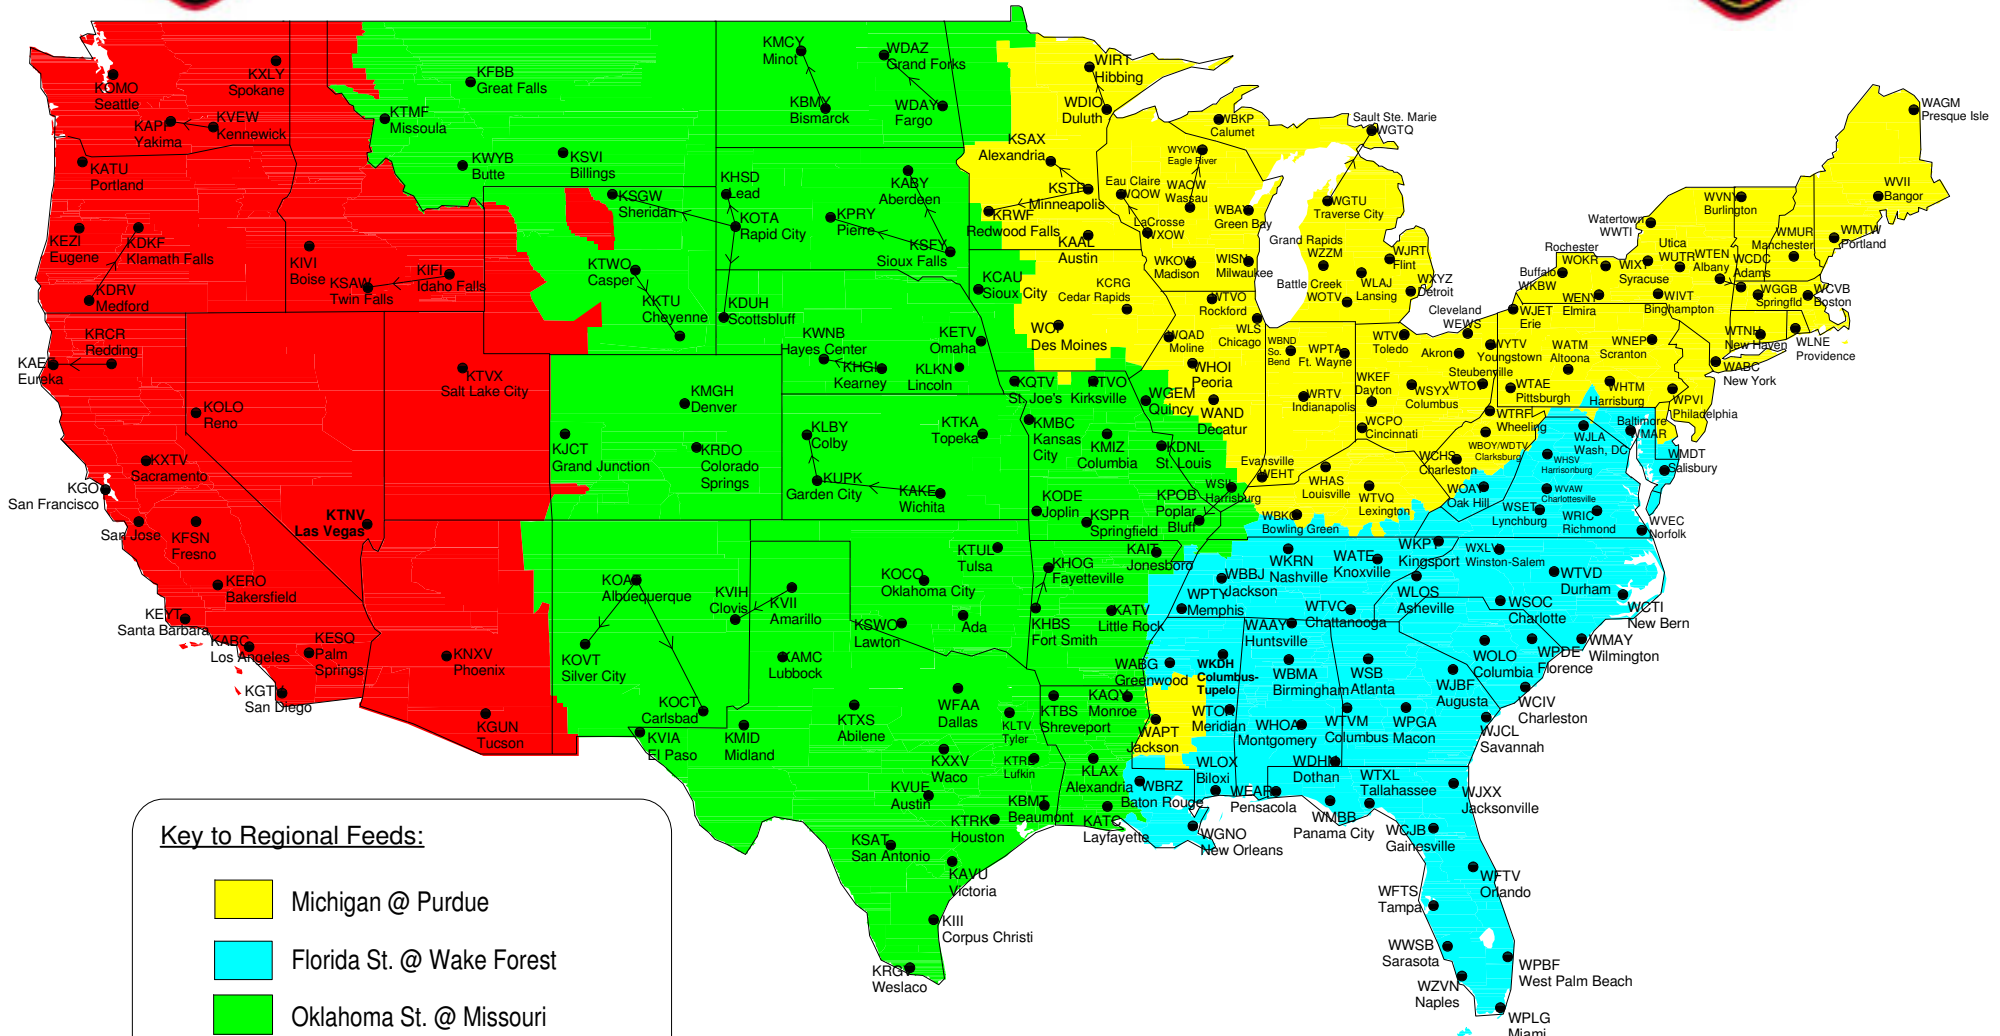 KOMO
Seattle
KXLY
Spokane
KAPP
Yakima
KVEW
Kennewick
KATU
Portland
KEZI
Eugene
KDKF
Klamath Falls
KDRV
Medford
KIVI
Boise
KSAW
Twin Falls
KIFI
Idaho Falls
KRCR
Redding
KAEF
Eureka
KOLO
Reno
KTVX
Salt Lake City
KXTV
Sacramento
KGO
San Francisco
San Jose
KFSN
Fresno
KTNV
Las Vegas
KERO
Bakersfield
KEYT
Santa Barbara
KABC
Los Angeles
KESQ
Palm
Springs
KGTV
San Diego
KNXV
Phoenix
KGUN
Tucson
KFBB
Great Falls
KTMF
Missoula
KWYB
Butte
KSVI
Billings
KSGW
Sheridan
KTWO
Casper
KKTU
Cheyenne
KMCY
Minot
KBMY
Bismarck
WDAZ
Grand Forks
WDAY
Fargo
KHSD
Lead
KOTA
Rapid City
KPRY
Pierre
KABY
Aberdeen
KSFY
Sioux Falls
KDUH
Scottsbluff
KWNB
Hayes Center
KHGI
Kearney
KETV
Omaha
KLKN
Lincoln
KCAU
Sioux City
KMGH
Denver
KJCT
Grand Junction
KRDO
Colorado
Springs
KLBY
Colby
KUPK
Garden City
KAKE
Wichita
KTKA
Topeka
KQTV
St. Joe's
KTVO
Kirksville
KMBC
Kansas
City
KMIZ
Columbia
KDNL
St. Louis
KODE
Joplin
KSPR
Springfield
KPOB
Poplar
Bluff
WSIL
Harrisburg
WGEM
Quincy
KOAT
Albuequerque
KOVT
Silver City
KOCT
Carlsbad
KVIH
Clovis
KVII
Amarillo
KAMC
Lubbock
KVIA
El Paso
KMID
Midland
KTXS
Abilene
WFAA
Dallas
KXXV
Waco
KVUE
Austin
KSAT
San Antonio
KAVU
Victoria
KIII
Corpus Christi
KRGV
Weslaco
KTRK
Houston
KBMT
Beaumont
KLTV
Tyler
KTRE
Lufkin
KTUL
Tulsa
KOCO
Oklahoma City
KSWO
Lawton
Ada
KHOG
Fayetteville
KHBS
Fort Smith
KAIT
Jonesboro
KATV
Little Rock
KTBS
Shreveport
KAQY
Monroe
KLAX
Alexandria
KATC
Layfayette
WIRT
Hibbing
WDIO
Duluth
KSAX
Alexandria
KSTP
Minneapolis
KRWF
Redwood Falls
KAAL
Austin
KCRG
Cedar Rapids
WOI
Des Moines
WQAD
Moline
WBKP
Calumet
WYOW
Eagle River
Eau Claire
WQOW
WAOW
Wassau
LaCrosse
WXOW
WBAY
Green Bay
WKOW
Madison
WISN
Milwaukee
WTVO
Rockford
WLS
Chicago
WHOI
Peoria
WAND
Decatur
Sault Ste. Marie
WGTQ
WGTU
Traverse City
Grand Rapids
WZZM
WJRT
Flint
Battle Creek
WOTV
WLAJ
Lansing
WXYZ
Detroit
WBND
So.
Bend
WPTA
Ft. Wayne
WRTV
Indianapolis
Evansville
WEHT
WTVG
Toledo
Cleveland
WEWS
Akron
WYTV
Youngstown
WKEF
Dayton
WSYX
Columbus
Steubenville
WTO
WCPO
Cincinnati
WHAS
Louisville
WTVQ
Lexington
WBKO
Bowling Green
WTRF
Wheeling
WBOY/WDTV
Clarksburg
WCHS
Charleston
WOAY
Oak Hill
WTAE
Pittsburgh
WATM
Altoona
WHTM
Harrisburg
WNEP
Scranton
WPVI
Philadelphia
WJET
Erie
Buffalo
WKBW
Rochester
WOKR
Watertown
WWTI
WVNY
Burlington
Utica
WUTR
WIXT
Syracuse
WENY
Elmira
WIVT
Binghampton
WTEN
Albany
WCDC
Adams
WMUR
Manchester
WMTW
Portland
WVII
Bangor
WAGM
Presque Isle
WGGB
Springfld
WCVB
Boston
WTNH
New Haven
WLNE
Providence
WABC
New York
Baltimore
WMAR
WJLA
Wash, DC
WMDT
Salisbury
WHSV
Harrisonburg
WVAW
Charlottesville
WSET
Lynchburg
WRIC
Richmond
WVEC
Norfolk
WKRN
Nashville
WATE
Knoxville
WKPT
Kingsport
WXLV
Winston-Salem
WTVD
Durham
WBBJ
Jackson
WPTY
Memphis
WLOS
Asheville
WSOC
Charlotte
WCTI
New Bern
WTVC
Chattanooga
WAAY
Huntsville
WMAY
Wilmington
WPDE
Florence
WOLO
Columbia
WCIV
Charleston
WABG
Greenwood
WKDH
Columbus-
Tupelo
WBMA
Birmingham
WSB
Atlanta
WJBF
Augusta
WAPT
Jackson
WTOK
Meridian
WHOA
Montgomery
WTVM
Columbus
WPGA
Macon
WJCL
Savannah
WLOX
Biloxi
WDHN
Dothan
WBRZ
Baton Rouge
WGNO
New Orleans
WEAR
Pensacola
WMBB
Panama City
WTXL
Tallahassee
WJXX
Jacksonville
WCJB
Gainesville
WFTV
Orlando
WFTS
Tampa
WWSB
Sarasota
WPBF
West Palm Beach
WZVN
Naples
WPLG
Miami
Key to Regional Feeds:
Michigan @ Purdue
Florida St. @ Wake Forest
Oklahoma St. @ Missouri